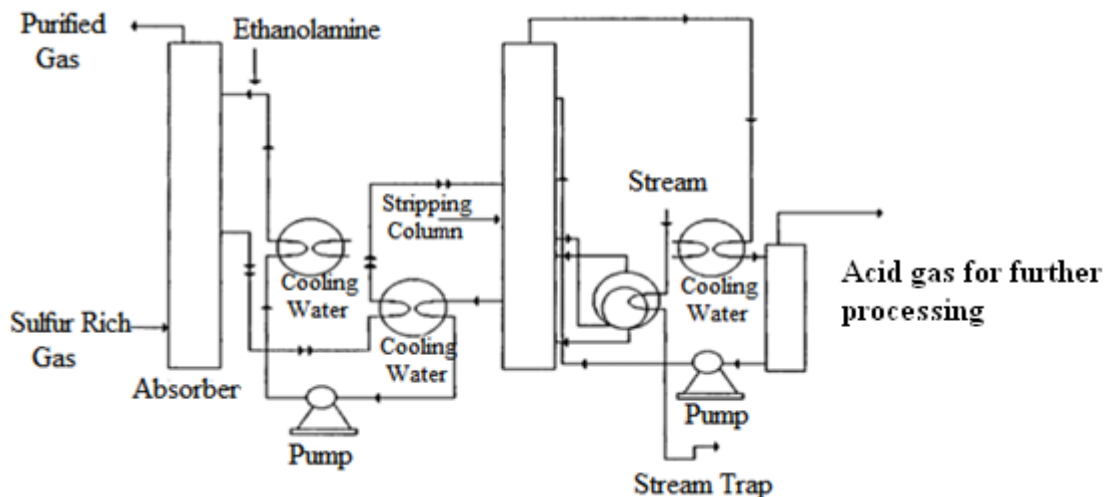 Purified
Gas
Ethanolamine
Stripping
Column
Stream
Cooling
Water
Cooling
Water
Acid gas for further
processing
Sulfur Rich
Gas
Cooling
Water
Absorber
Pump
Pump
Stream Trap